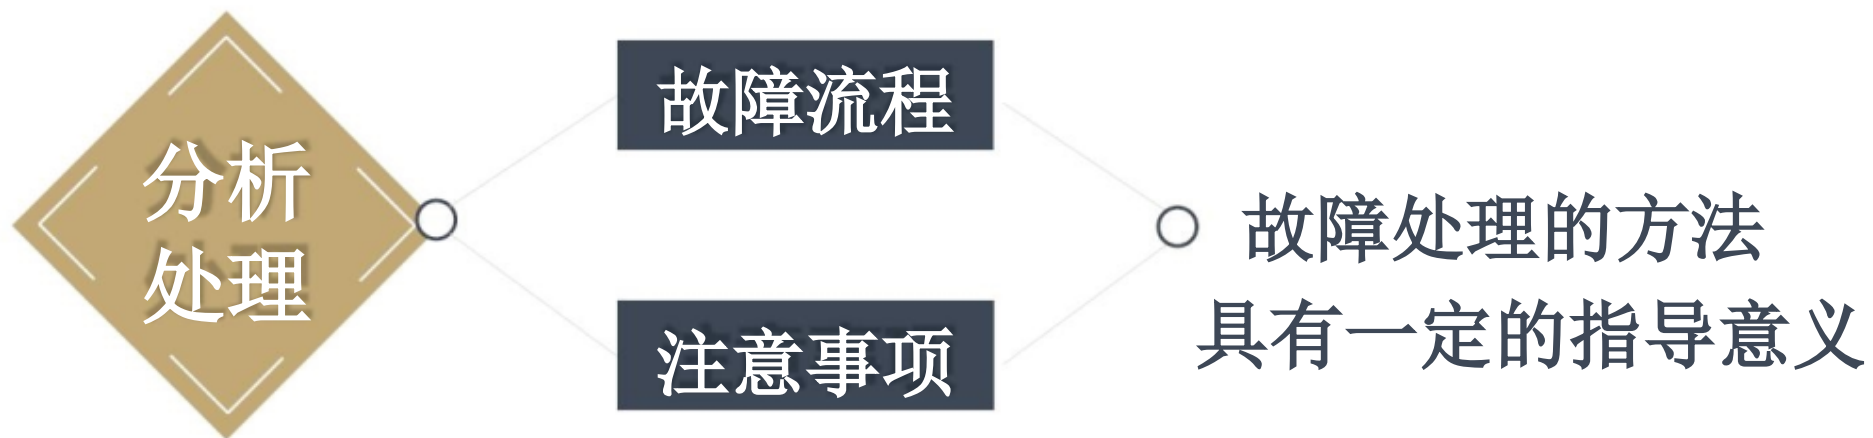 分析
处理
故障流程
注意事项
故障处理的方法
具有一定的指导意义